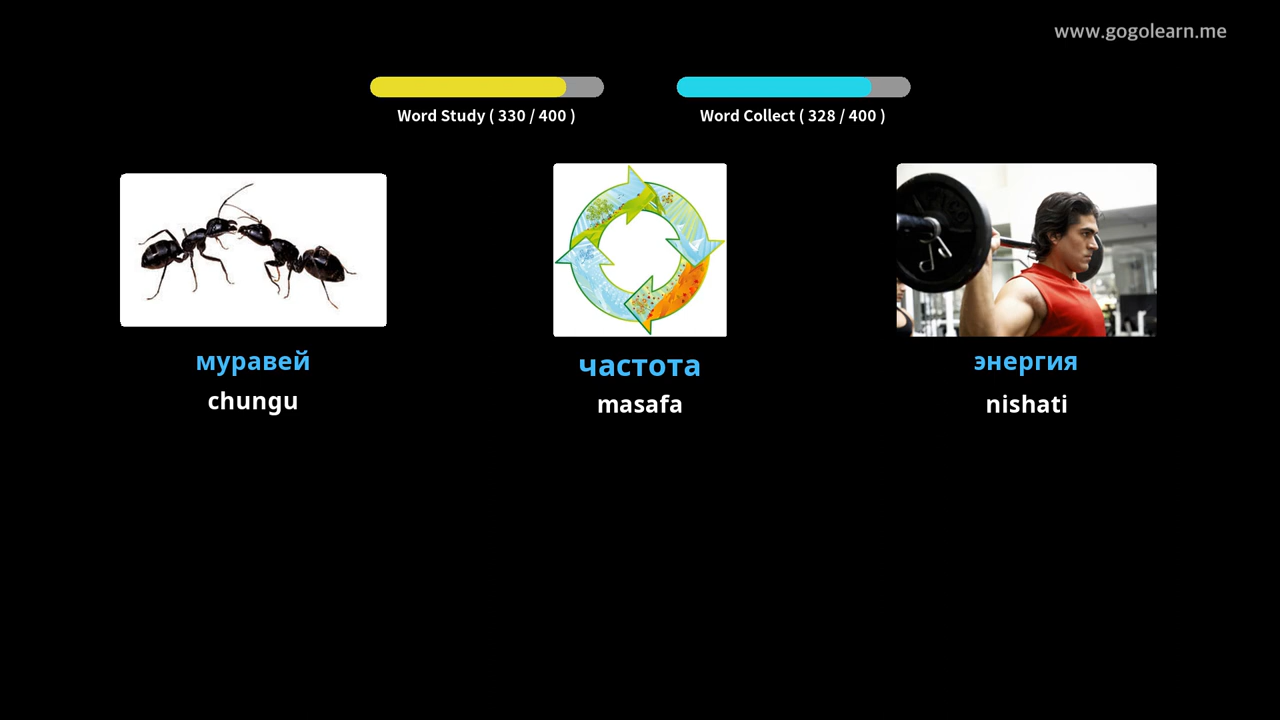 www.gogolearn.me
Word Study ( 330 / 400 )
Word Collect ( 328 / 400 )
муравей
chungu
частота
masafa
энергия
nishati